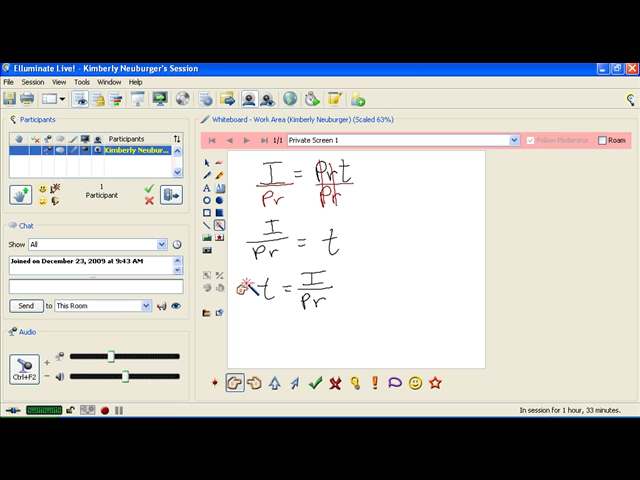 Elluminate Live! - Kimberly Neuburger's Session
File Session View Tools Window Help
Participants
Participants
Kimberly Neubur...
1
Participant
Chat
Show All
Joined on December 23, 2009 at 9:43 AM
Send to This Room
Audio
Ctrl+F2
Whiteboard - Work Area (Kimberly Neuburger) (Scaled 63%)
1/1 Private Screen 1 Follow Moderator Roam
I = Prt
Pr Pr
I
Pr = t
t = I
Pr
In session for 1 hour, 33 minutes.